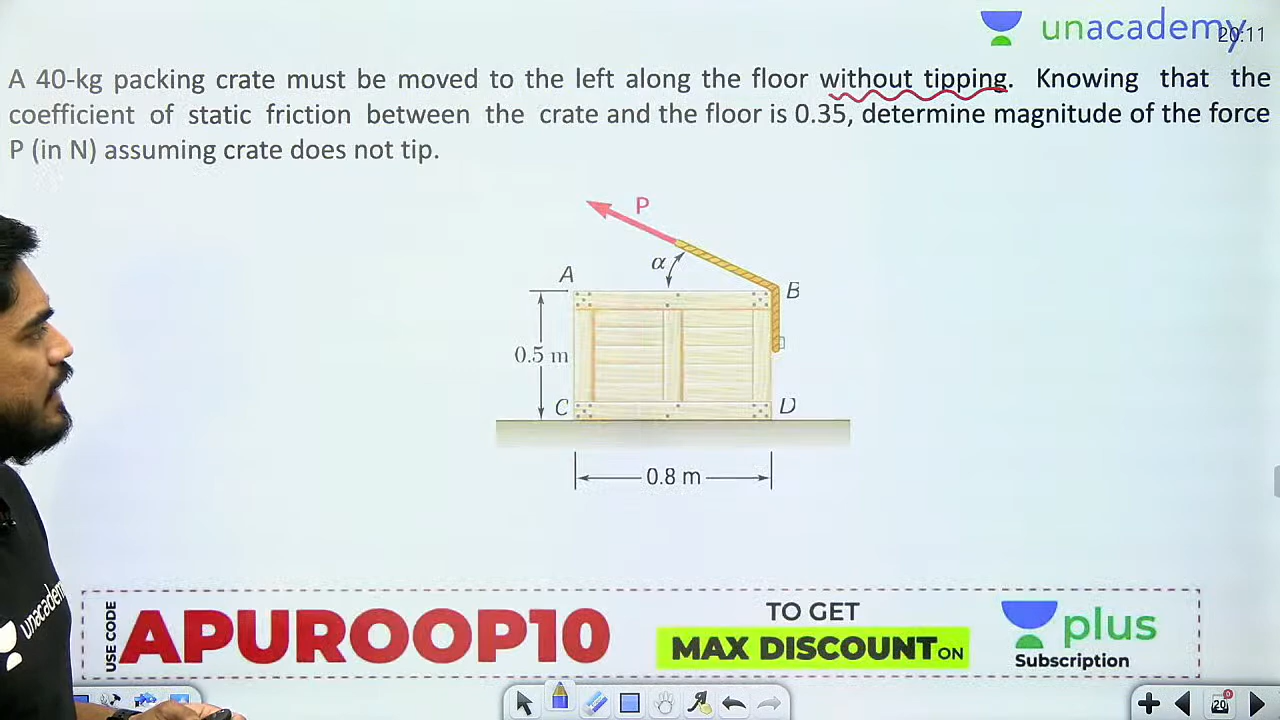 unacademy
20:11
A 40-kg packing crate must be moved to the left along the floor without tipping. Knowing that the
coefficient of static friction between the crate and the floor is 0.35, determine magnitude of the force
P (in N) assuming crate does not tip.
P
α
A
B
0.5 m
C
D
0.8 m
unacademy
USE CODE
APUROOP10
TO GET
MAX DISCOUNT ON
plus
Subscription
20
0